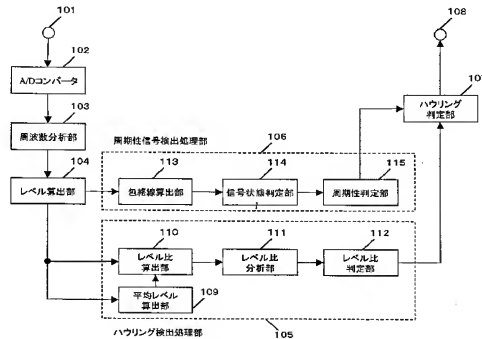 101
108
102
A/Dコンバータ
103
周波数分析部
104
レベル算出部
周期性信号検出処理部
106
113
包絡線算出部
114
信号状態判定部
115
周期性判定部
107
ハウリング
判定部
110
レベル比
算出部
111
レベル比
分析部
112
レベル比
判定部
平均レベル
算出部
109
ハウリング検出処理部
105